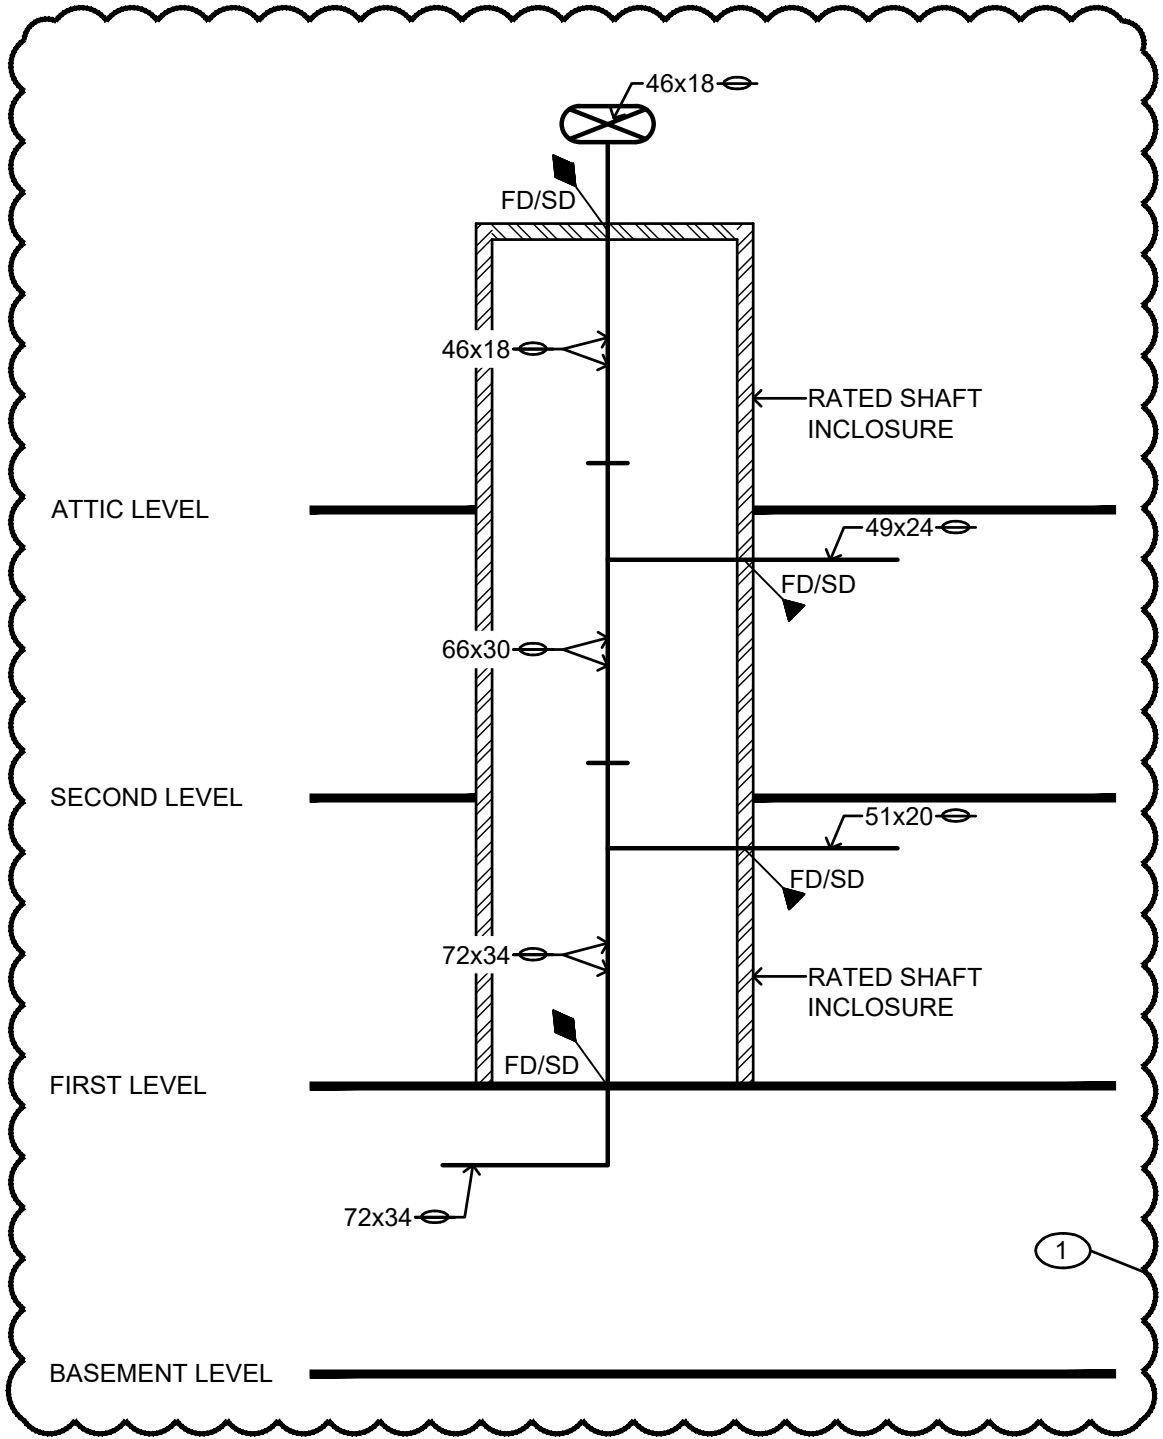 46x18
FD/SD
46x18
RATED SHAFT
INCLOSURE
ATTIC LEVEL
49x24
FD/SD
66x30
SECOND LEVEL
51x20
FD/SD
72x34
RATED SHAFT
INCLOSURE
FD/SD
FIRST LEVEL
72x34
1
BASEMENT LEVEL